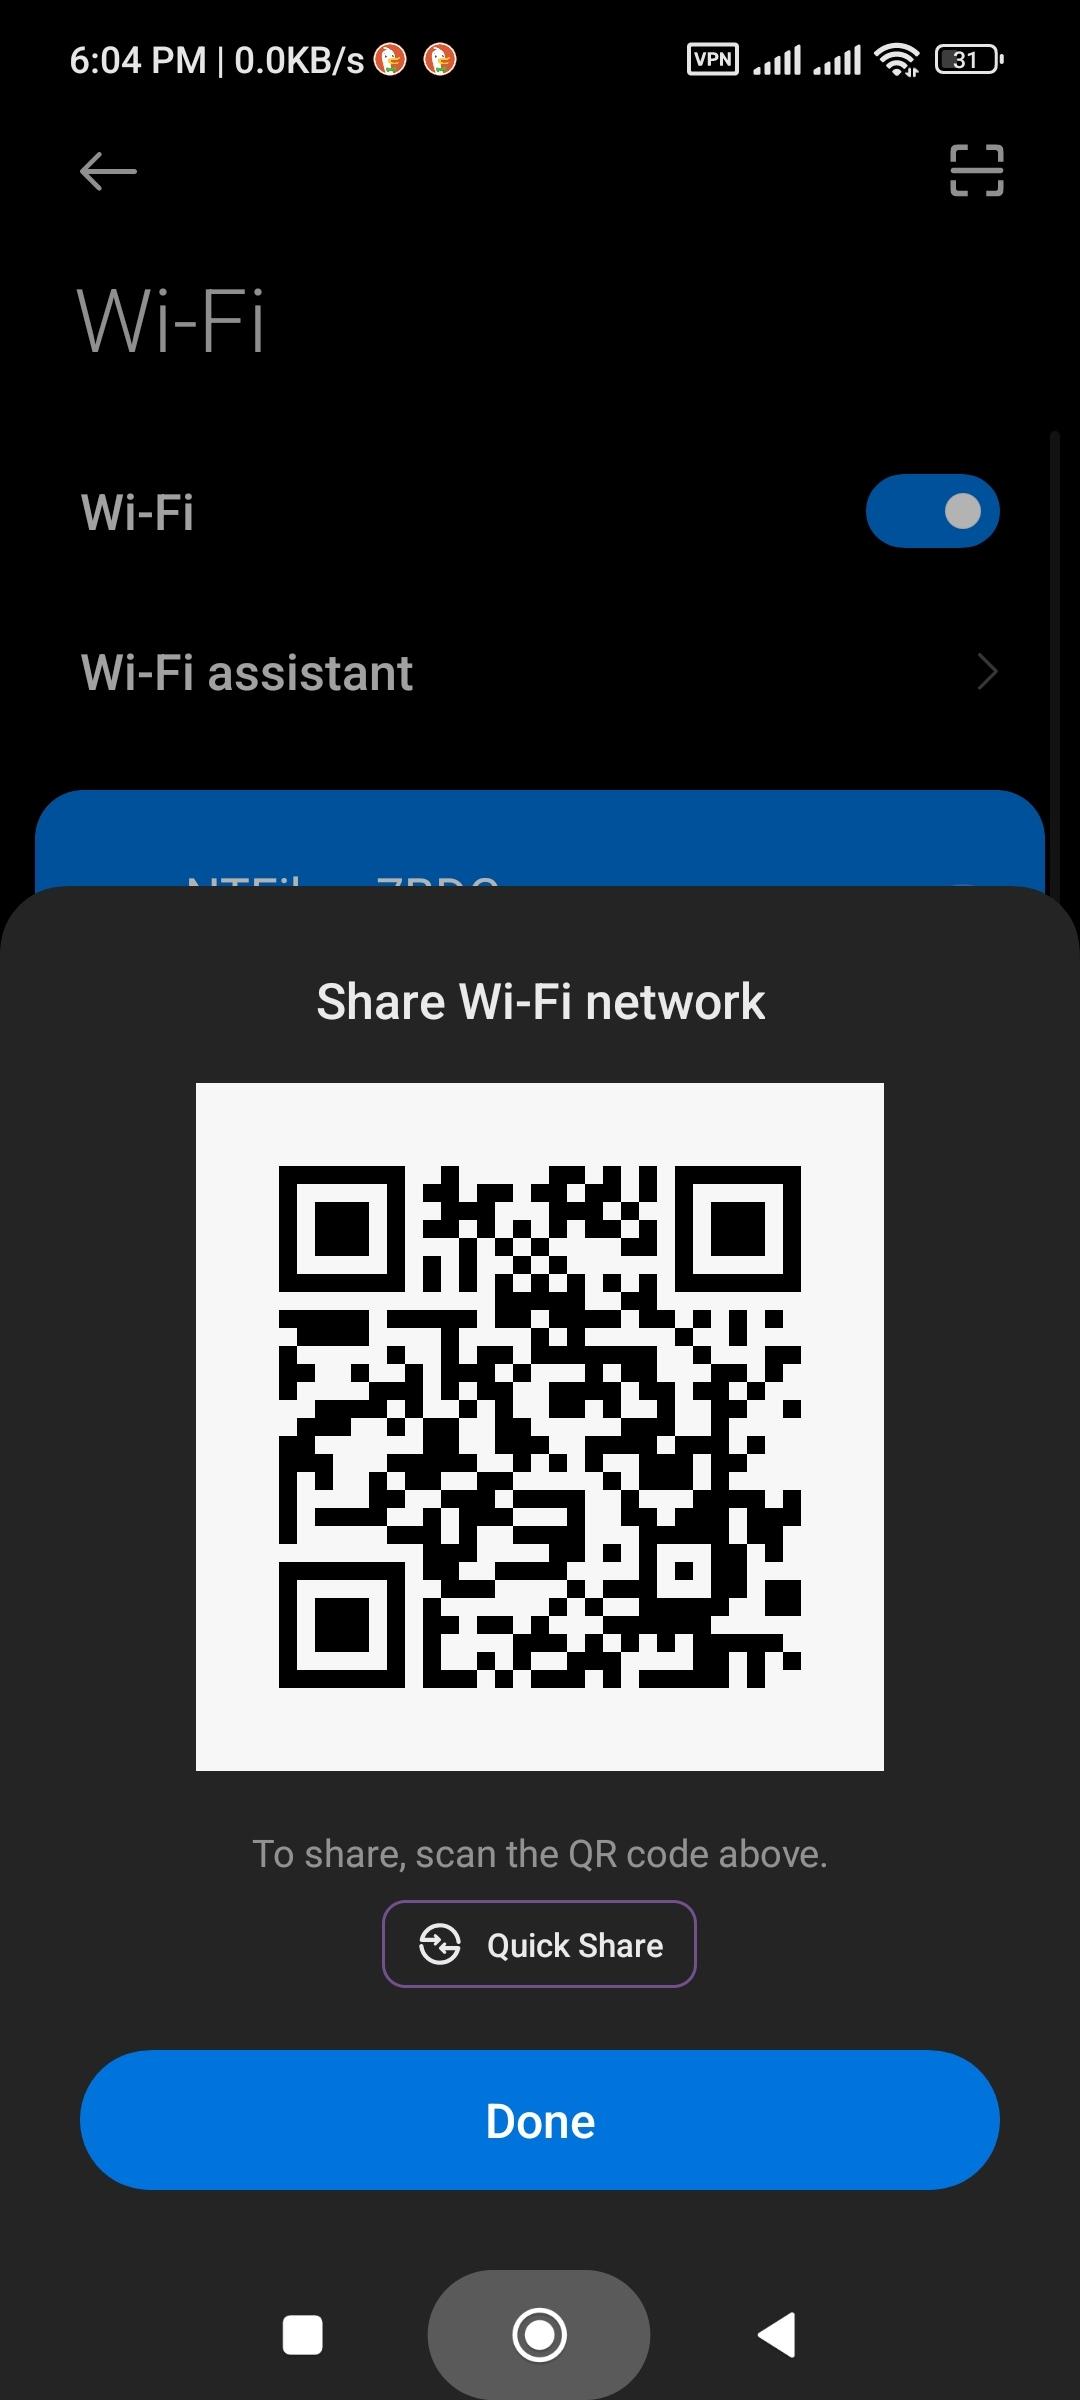 6:04 PM | 0.0KB/s VPN 31
Wi-Fi
Wi-Fi
Wi-Fi assistant
Share Wi-Fi network
To share, scan the QR code above.
Quick Share
Done